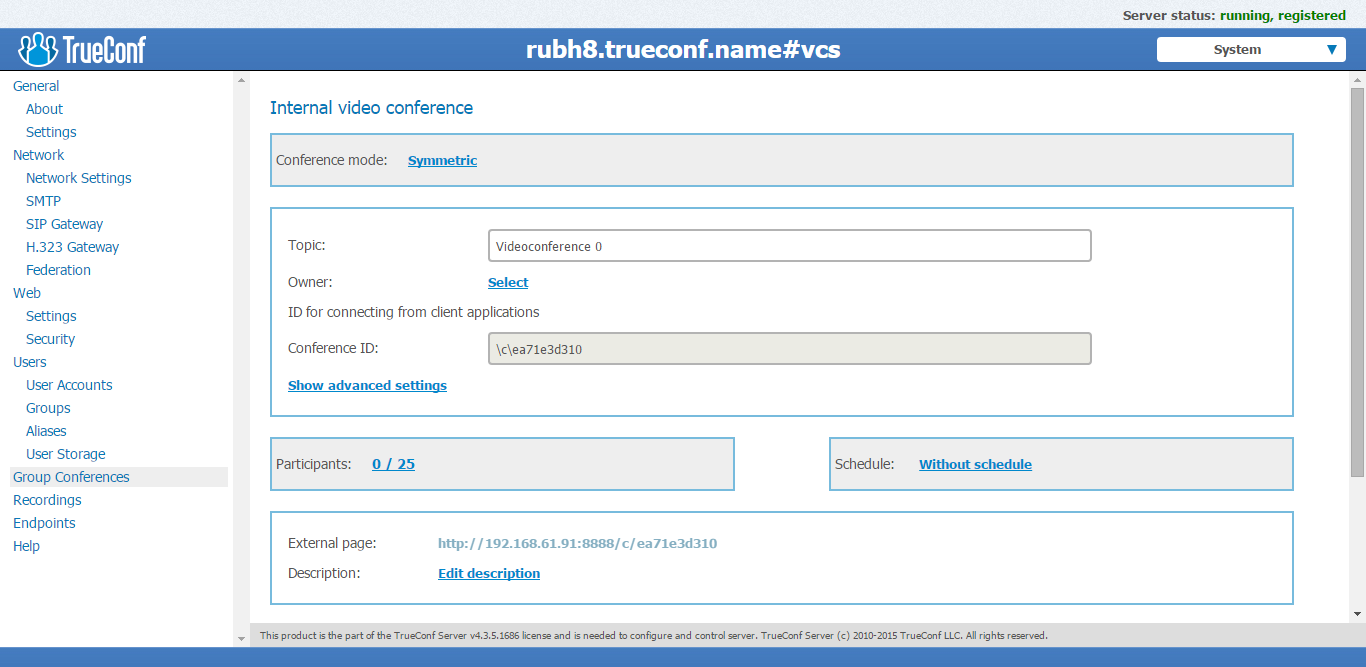 Server status: running, registered
TrueConf
rubh8.trueconf.name#vcs
System
General
About
Settings
Network
Network Settings
SMTP
SIP Gateway
H.323 Gateway
Federation
Web
Settings
Security
Users
User Accounts
Groups
Aliases
User Storage
Group Conferences
Recordings
Endpoints
Help
Internal video conference
Conference mode: Symmetric
Topic: Videoconference 0
Owner: Select
ID for connecting from client applications
Conference ID: \c\ea71e3d310
Show advanced settings
Participants: 0 / 25
Schedule: Without schedule
External page: http://192.168.61.91:8888/c/ea71e3d310
Description: Edit description
This product is the part of the TrueConf Server v4.3.5.1686 license and is needed to configure and control server. TrueConf Server (c) 2010-2015 TrueConf LLC. All rights reserved.